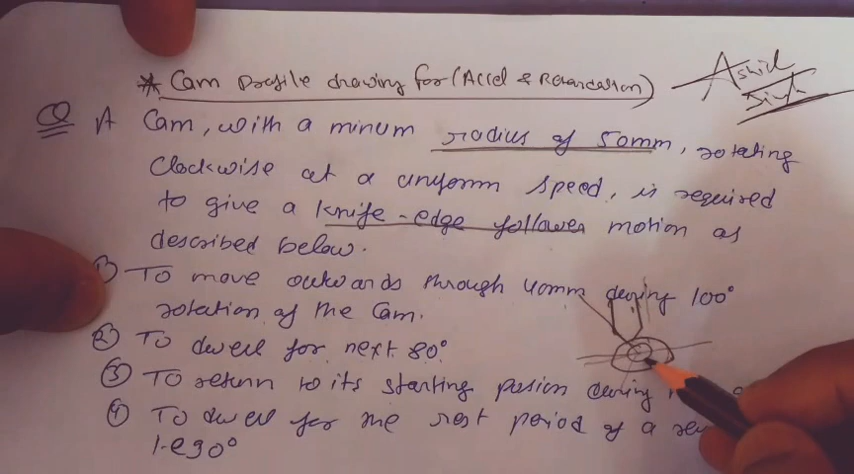 * Cam Profile drawing for (Accel & Retardation)
Ashid
Singh
Q A Cam, with a minum radius of 50mm, rotating
Clockwise at a uniform speed, is required
to give a knife-edge follower motion as
described below.
1) To move outwards through 40mm during 100°
rotation of the Cam.
2) To dwell for next 80°
3) To return to its starting posion during
4) To dwell for the rest period of a
i.e 90°